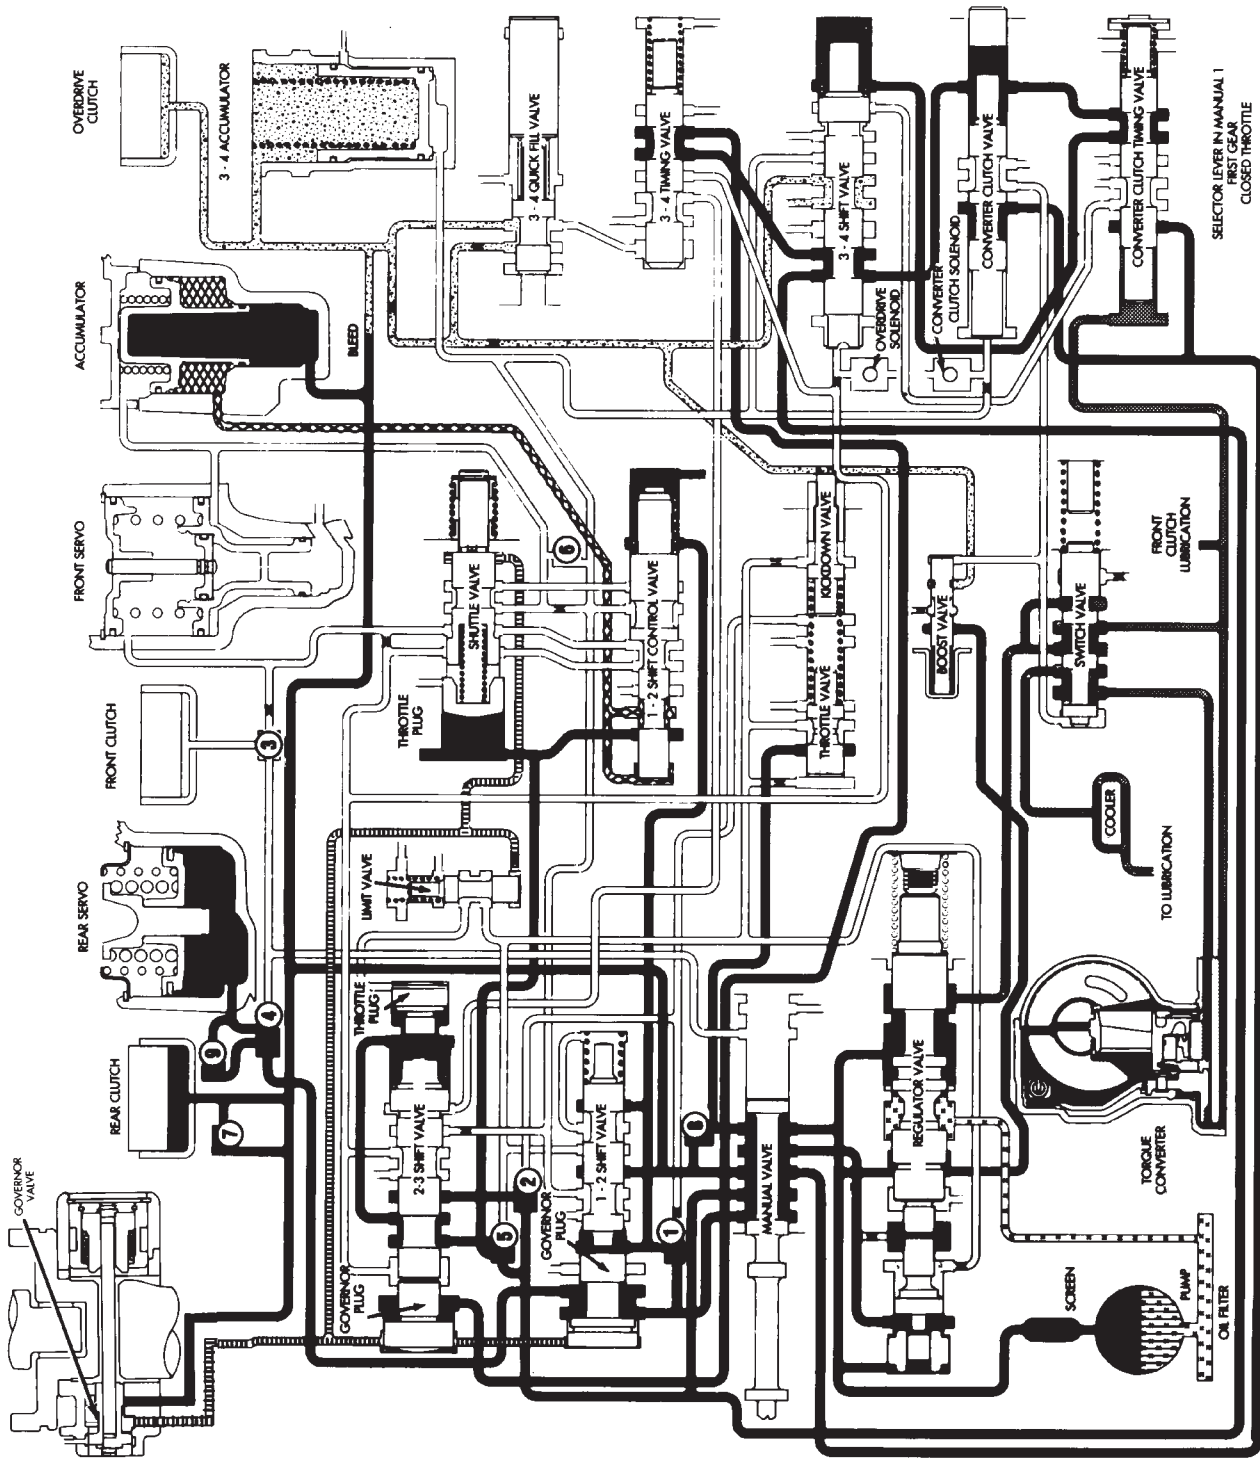 OVERDRIVE
CLUTCH
3 - 4 ACCUMULATOR
3 - 4 QUICK FILL VALVE
3 - 4 TIMING VALVE
3 - 4 SHIFT VALVE
CONVERTER CLUTCH VALVE
CONVERTER CLUTCH TIMING VALVE
SELECTOR LEVER IN MANUAL 1
FIRST GEAR
CLOSED THROTTLE
ACCUMULATOR
BLEED
OVERDRIVE
SOLENOID
CONVERTER
CLUTCH SOLENOID
FRONT SERVO
SHUTTLE VALVE
6
1 - 2 SHIFT CONTROL VALVE
KICKDOWN VALVE
THROTTLE VALVE
BOOST VALVE
SWITCH VALVE
FRONT
CLUTCH
LUBRICATION
FRONT CLUTCH
3
THROTTLE
PLUG
COOLER
TO LUBRICATION
REAR SERVO
LIMIT VALVE
4
9
THROTTLE
PLUG
REAR CLUTCH
7
2-3 SHIFT VALVE
2
1 - 2 SHIFT VALVE
8
MANUAL VALVE
REGULATOR VALVE
TORQUE
CONVERTER
GOVERNOR
VALVE
GOVERNOR
PLUG
5
GOVERNOR
PLUG
1
SCREEN
PUMP
OIL FILTER